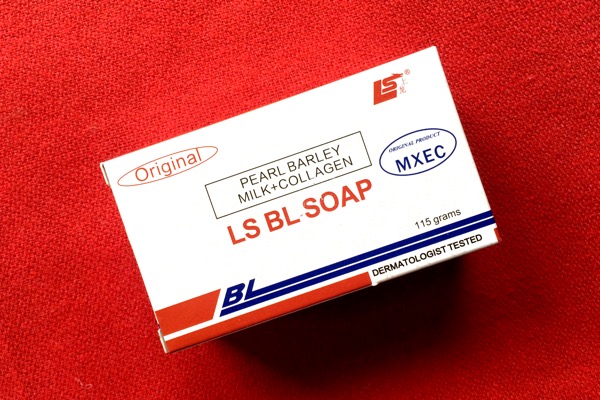 LS®
Original
PEARL BARLEY
MILK+COLLAGEN
ORIGINAL PRODUCT
MXEC
LS BL SOAP
115 grams
BL
DERMATOLOGIST TESTED